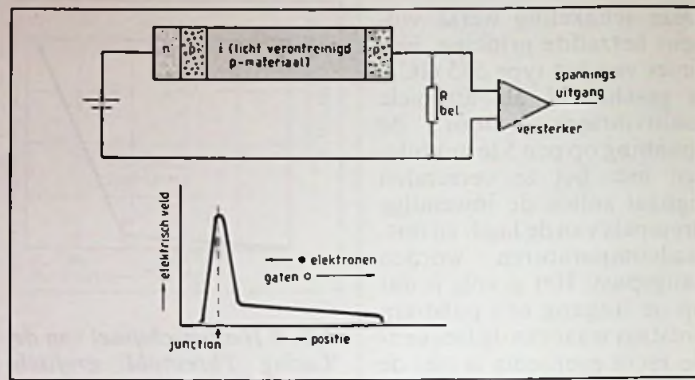 n
p
i (licht verontreinigd
p-materiaal)
p
R
bel.
spannings
uitgang
versterker
elektrisch veld
elektronen
gaten
junction
positie